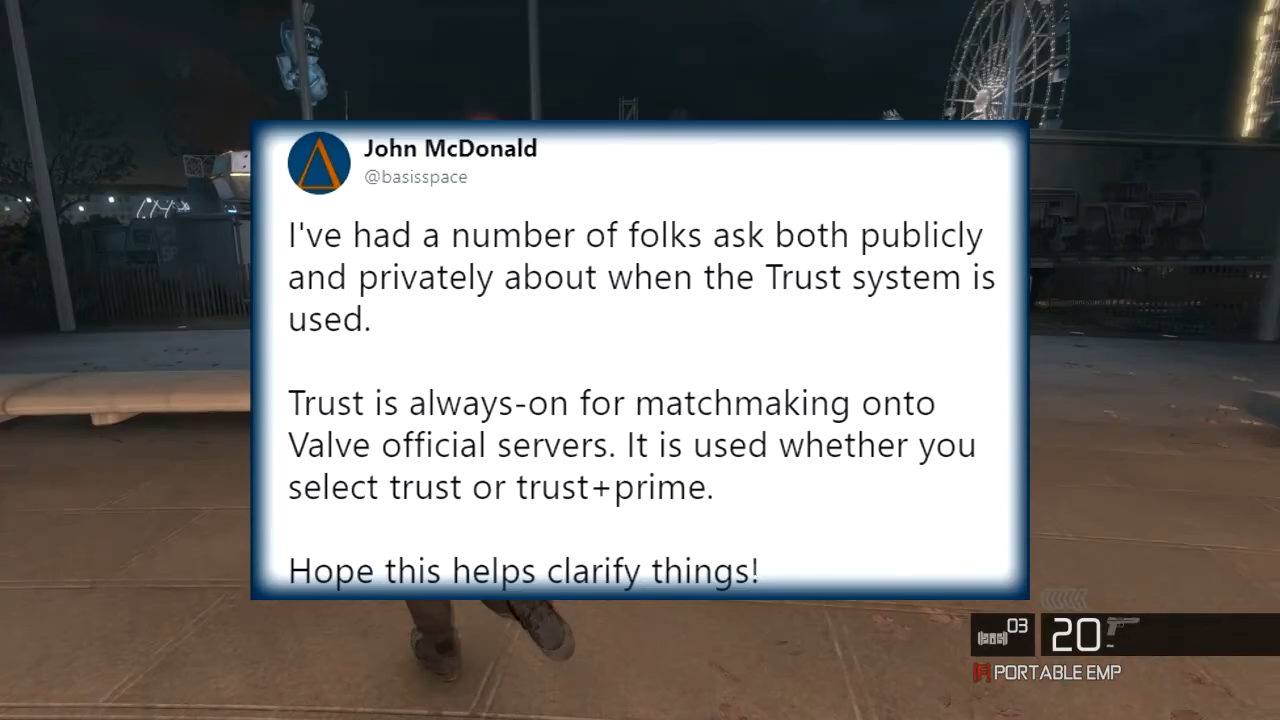 John McDonald
@basisspace
I've had a number of folks ask both publicly
and privately about when the Trust system is
used.
Trust is always-on for matchmaking onto
Valve official servers. It is used whether you
select trust or trust+prime.
Hope this helps clarify things!
03
20
[F] PORTABLE EMP